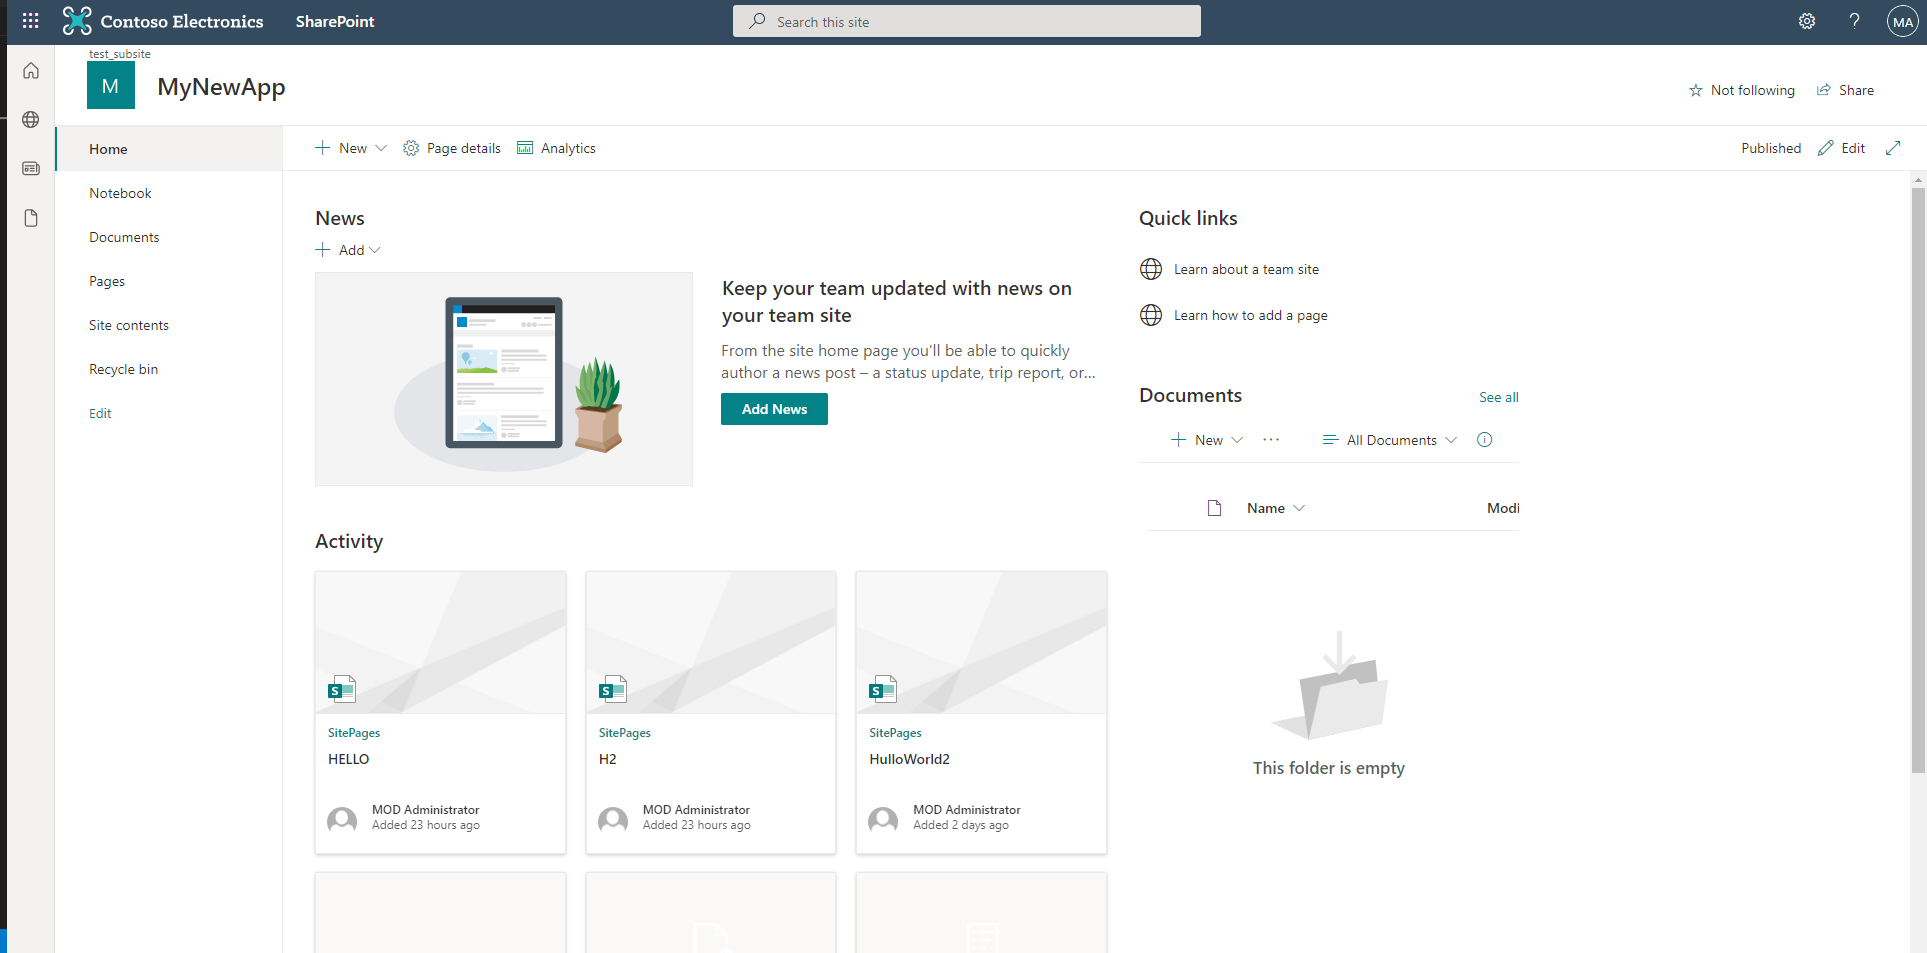 Contoso Electronics
SharePoint
Search this site
?
MA
test_subsite
M
MyNewApp
Not following
Share
Home
Notebook
Documents
Pages
Site contents
Recycle bin
Edit
New
Page details
Analytics
Published
Edit
News
Add
Keep your team updated with news on
your team site
From the site home page you'll be able to quickly
author a news post – a status update, trip report, or...
Add News
Quick links
Learn about a team site
Learn how to add a page
Documents
See all
New
...
All Documents
Name
Modi
This folder is empty
Activity
S
SitePages
HELLO
MOD Administrator
Added 23 hours ago
S
SitePages
H2
MOD Administrator
Added 23 hours ago
S
SitePages
HulloWorld2
MOD Administrator
Added 2 days ago